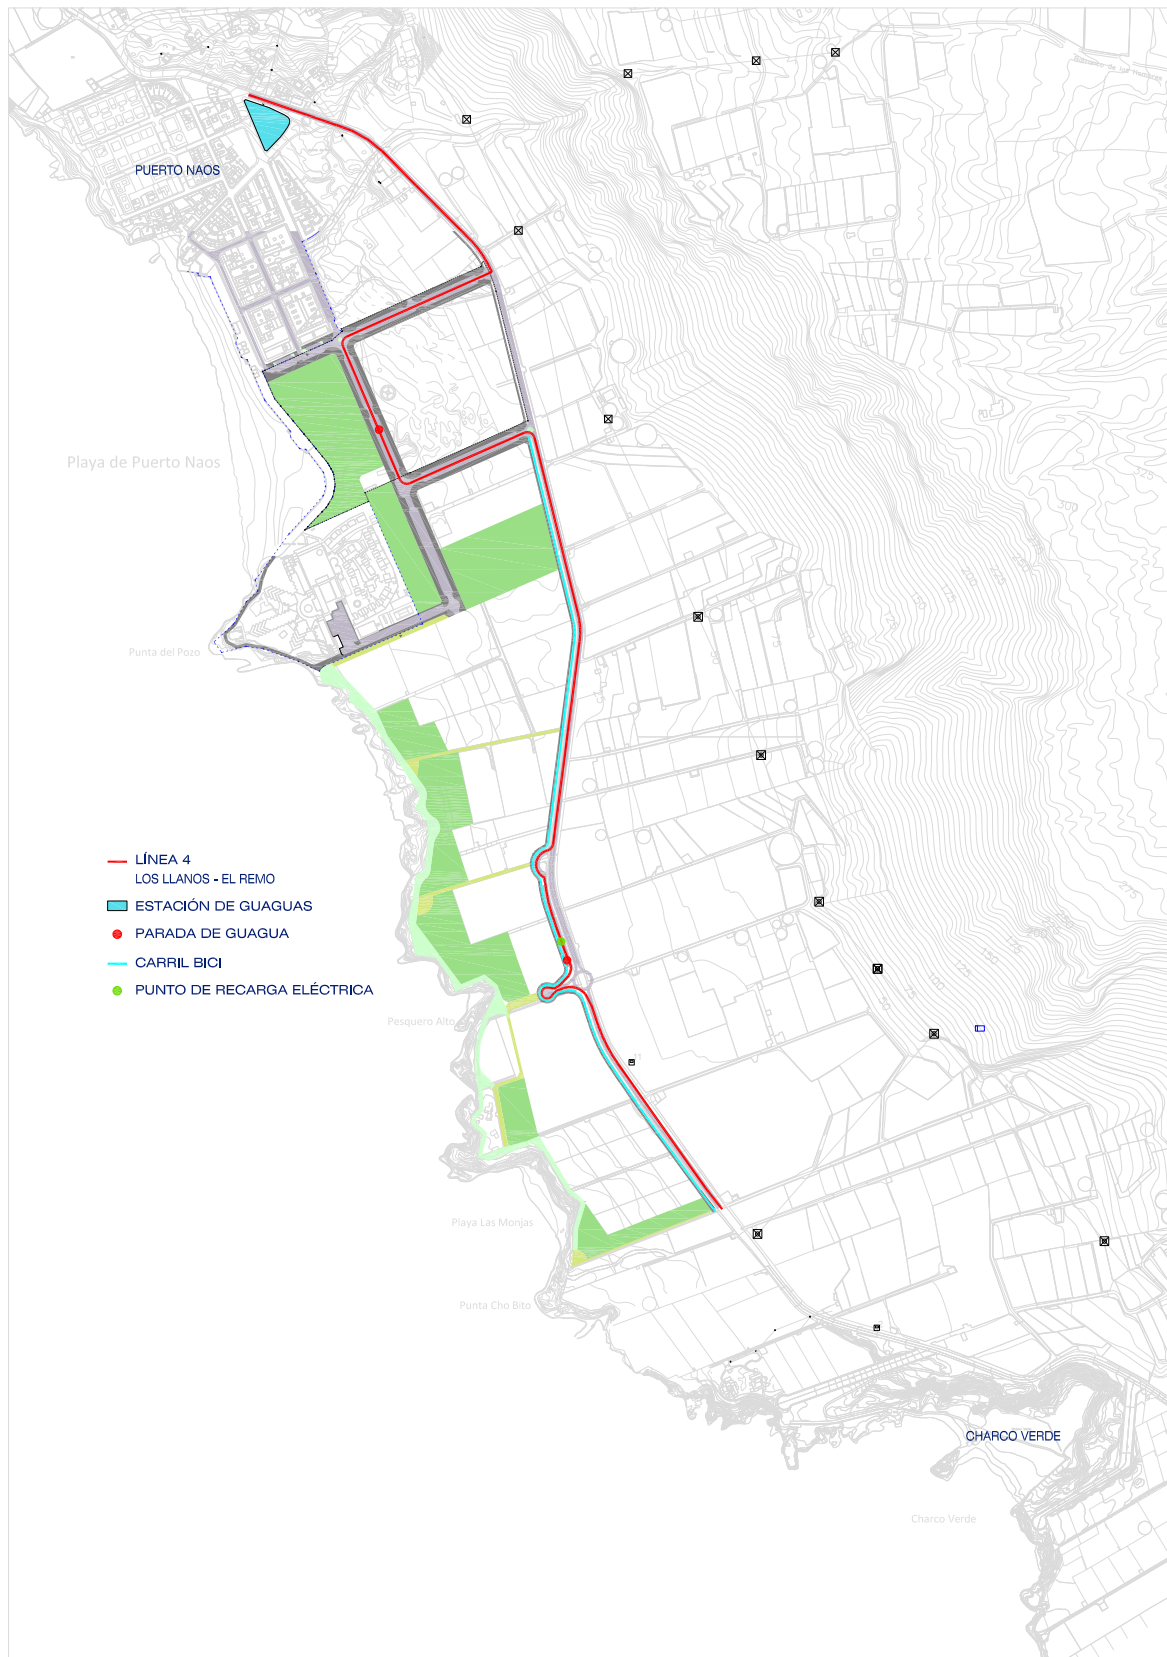 PUERTO NAOS
Playa de Puerto Naos
Punta del Pozo
LÍNEA 4
LOS LLANOS - EL REMO
ESTACIÓN DE GUAGUAS
PARADA DE GUAGUA
CARRIL BICI
PUNTO DE RECARGA ELÉCTRICA
Pesquero Alto
Playa Las Monjas
Punta Cho Bito
CHARCO VERDE
Charco Verde